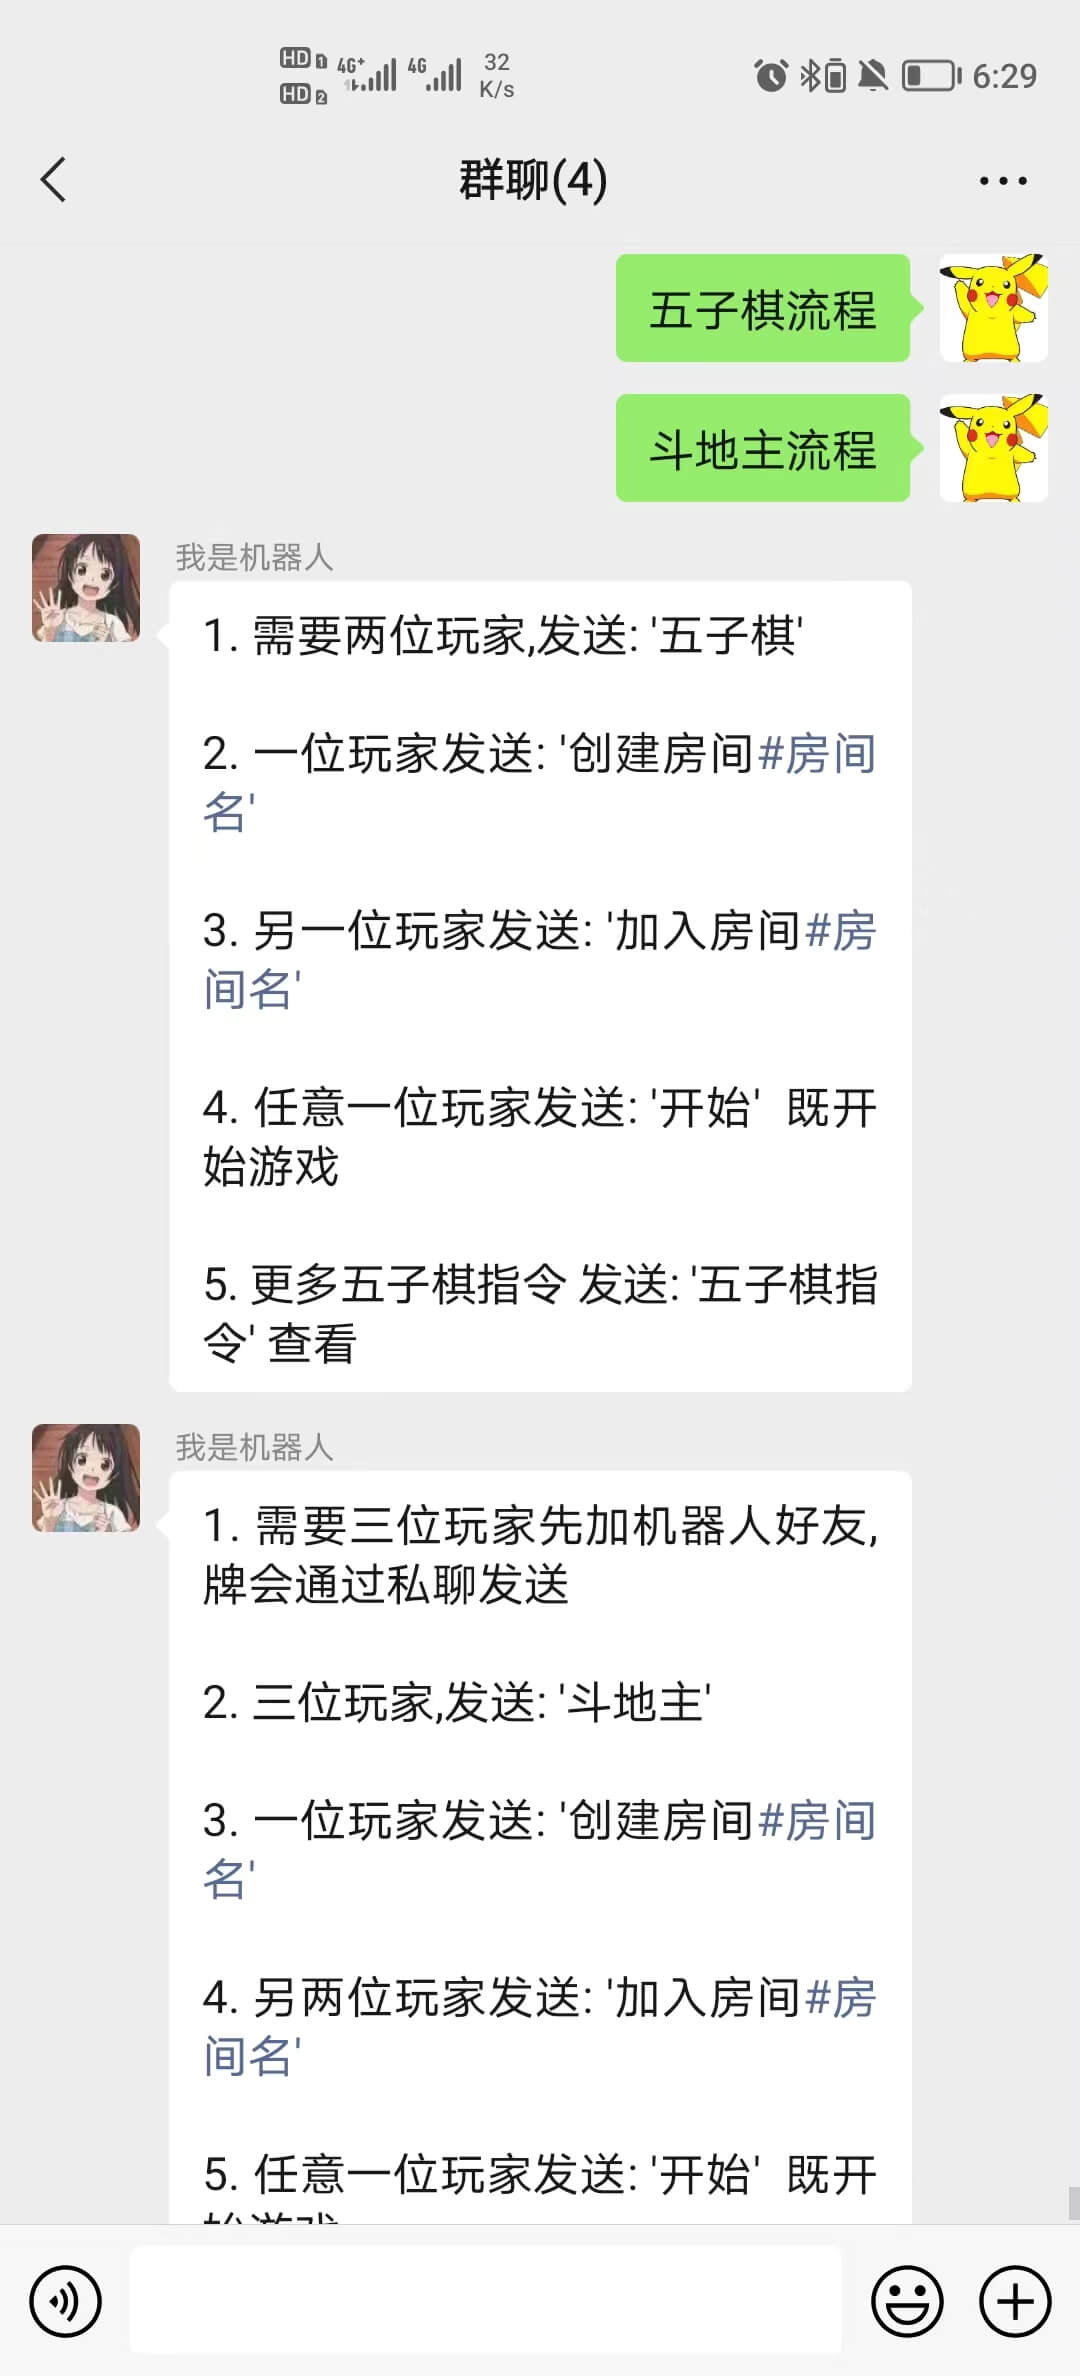 HD 1 4G+ 4G 32
HD 2 K/s
6:29
群聊(4)
五子棋流程
斗地主流程
我是机器人
1. 需要两位玩家,发送: '五子棋'
2. 一位玩家发送: '创建房间#房间
名'
3. 另一位玩家发送: '加入房间#房
间名'
4. 任意一位玩家发送: '开始'  既开
始游戏
5. 更多五子棋指令 发送: '五子棋指
令' 查看
我是机器人
1. 需要三位玩家先加机器人好友,
牌会通过私聊发送
2. 三位玩家,发送: '斗地主'
3. 一位玩家发送: '创建房间#房间
名'
4. 另两位玩家发送: '加入房间#房
间名'
5. 任意一位玩家发送: '开始'  既开
始游戏